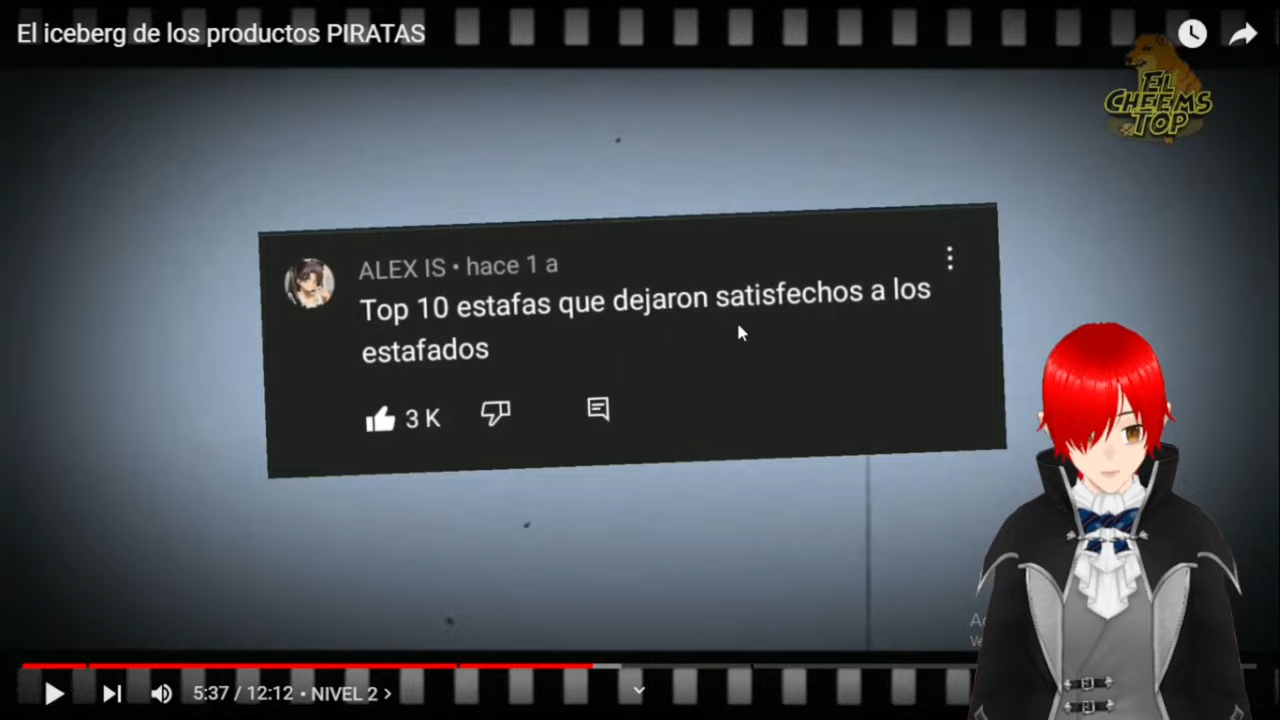 El iceberg de los productos PIRATAS
EL
CHEEMS
TOP
ALEX IS • hace 1 a
Top 10 estafas que dejaron satisfechos a los
estafados
3 K
5:37 / 12:12 • NIVEL 2 >